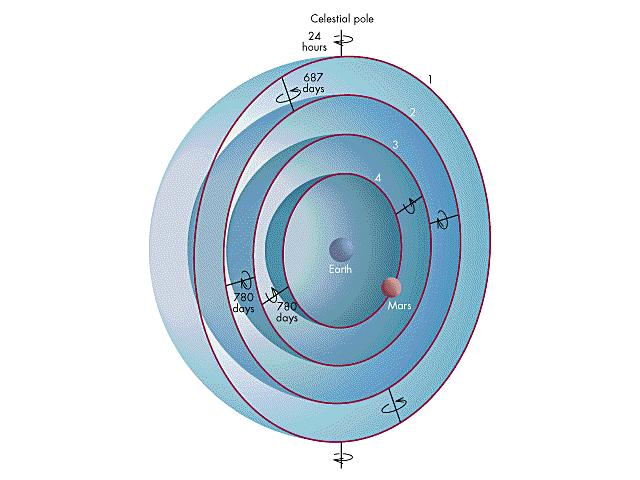 Celestial pole
24
hours
1
687
days
2
3
4
Earth
780
days
780
days
Mars